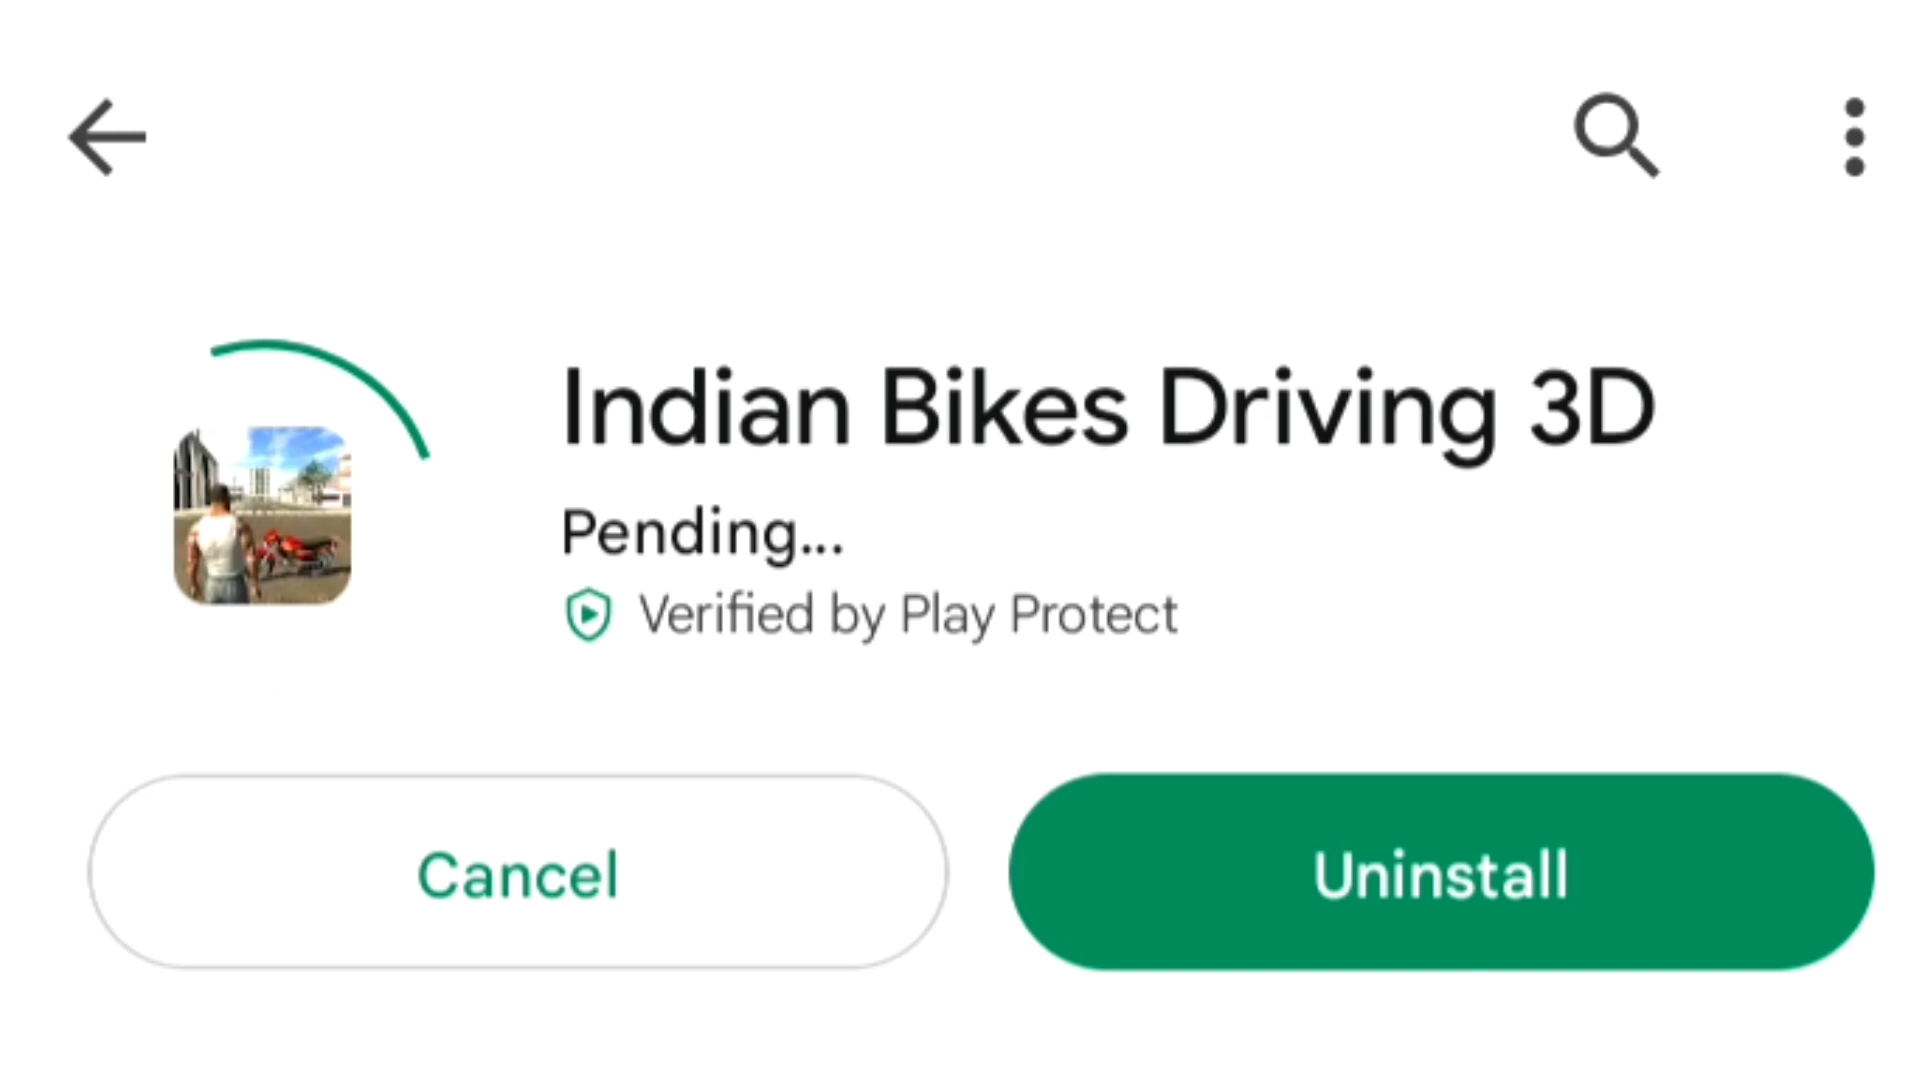 Indian Bikes Driving 3D
Pending...
Verified by Play Protect
Cancel
Uninstall